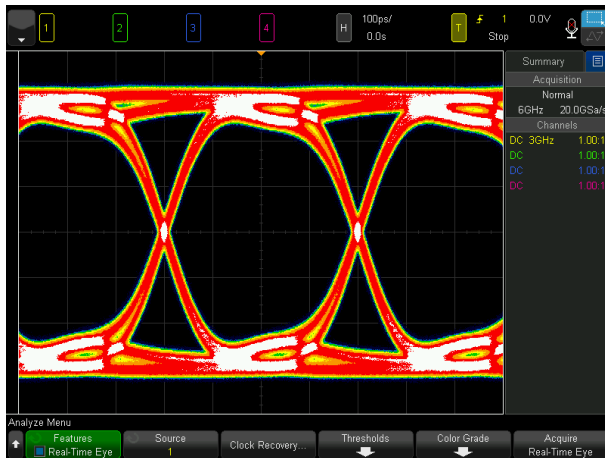 1 2 3 4 H 100ps/ 0.0s T 1 0.0V Stop
Summary
Acquisition
Normal
6GHz 20.0GSa/s
Channels
DC 3GHz 1.00:1
DC 1.00:1
DC 1.00:1
DC 1.00:1
Analyze Menu
Features Real-Time Eye
Source 1
Clock Recovery...
Thresholds
Color Grade
Acquire Real-Time Eye